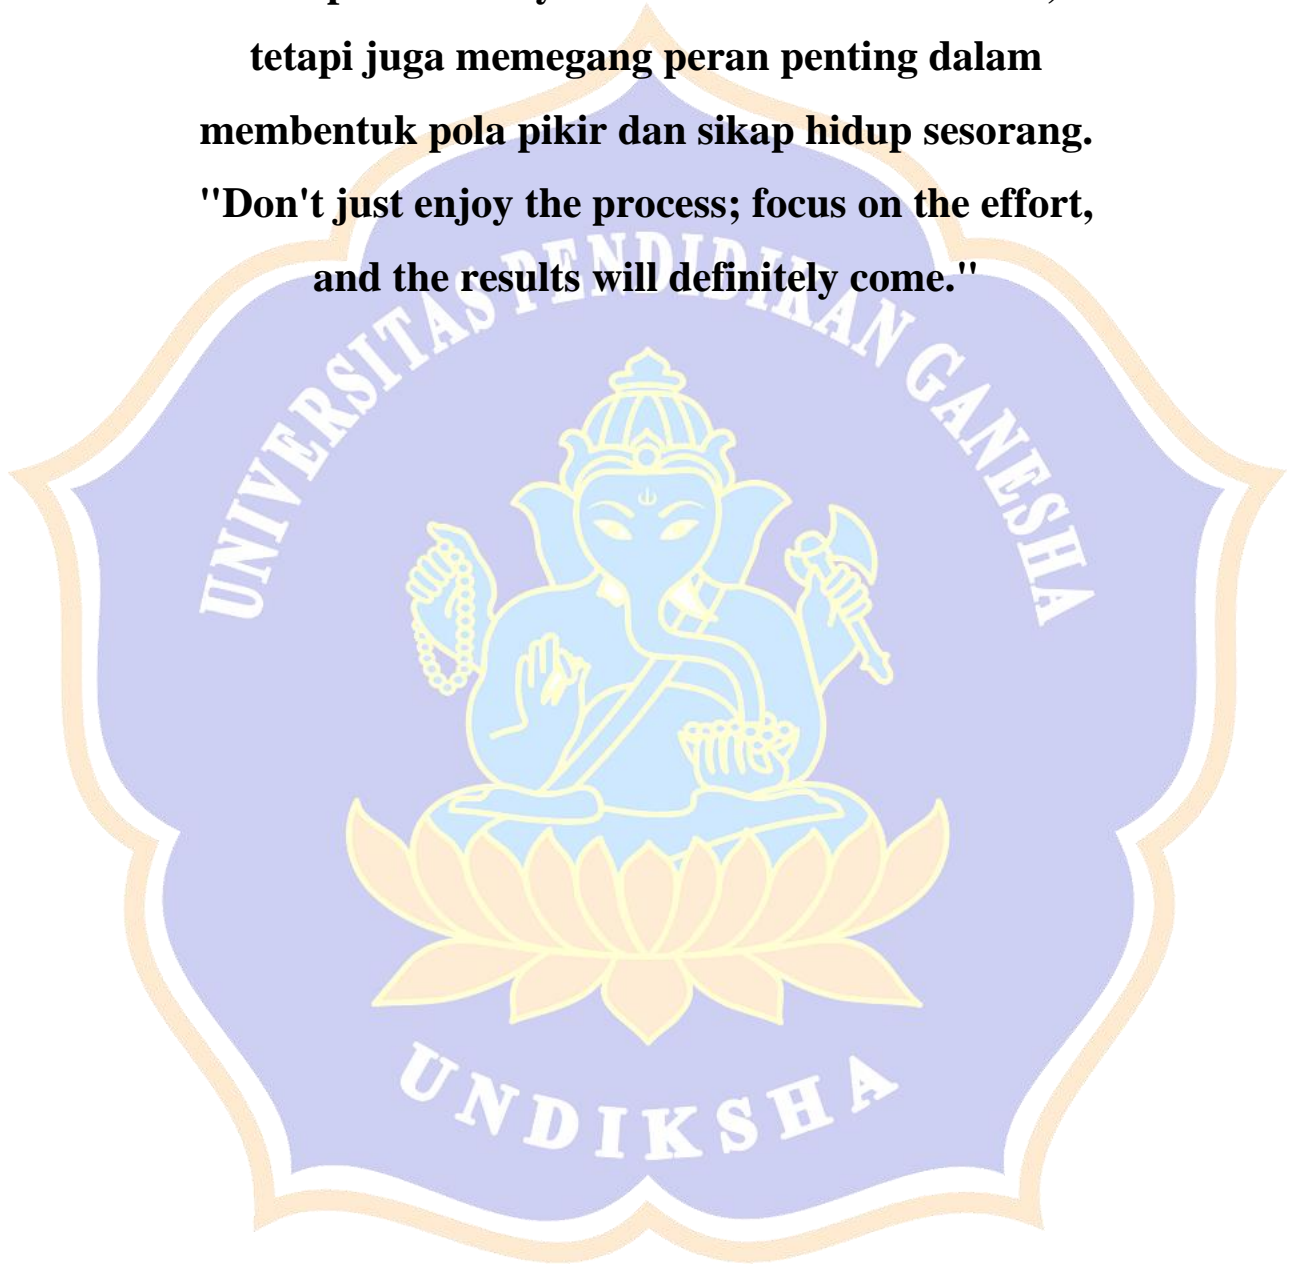 tetapi juga memegang peran penting dalam
membentuk pola pikir dan sikap hidup sesorang.
"Don't just enjoy the process; focus on the effort,
and the results will definitely come."
UNIVERSITAS PENDIDIKAN GANESHA
UNDIKSHA